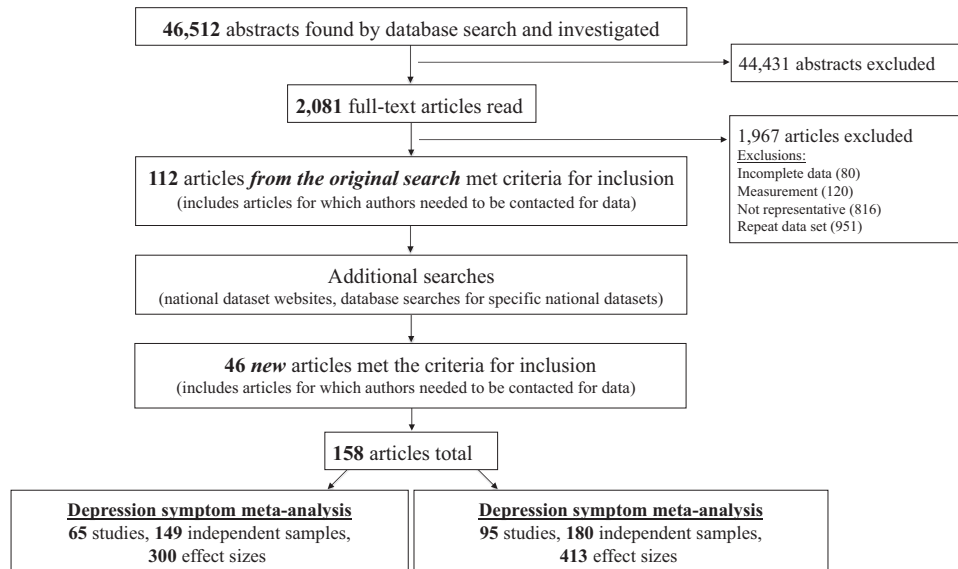 46,512 abstracts found by database search and investigated
44,431 abstracts excluded
2,081 full-text articles read
1,967 articles excluded
Exclusions:
Incomplete data (80)
Measurement (120)
Not representative (816)
Repeat data set (951)
112 articles from the original search met criteria for inclusion
(includes articles for which authors needed to be contacted for data)
Additional searches
(national dataset websites, database searches for specific national datasets)
46 new articles met the criteria for inclusion
(includes articles for which authors needed to be contacted for data)
158 articles total
Depression symptom meta-analysis
65 studies, 149 independent samples,
300 effect sizes
Depression symptom meta-analysis
95 studies, 180 independent samples,
413 effect sizes